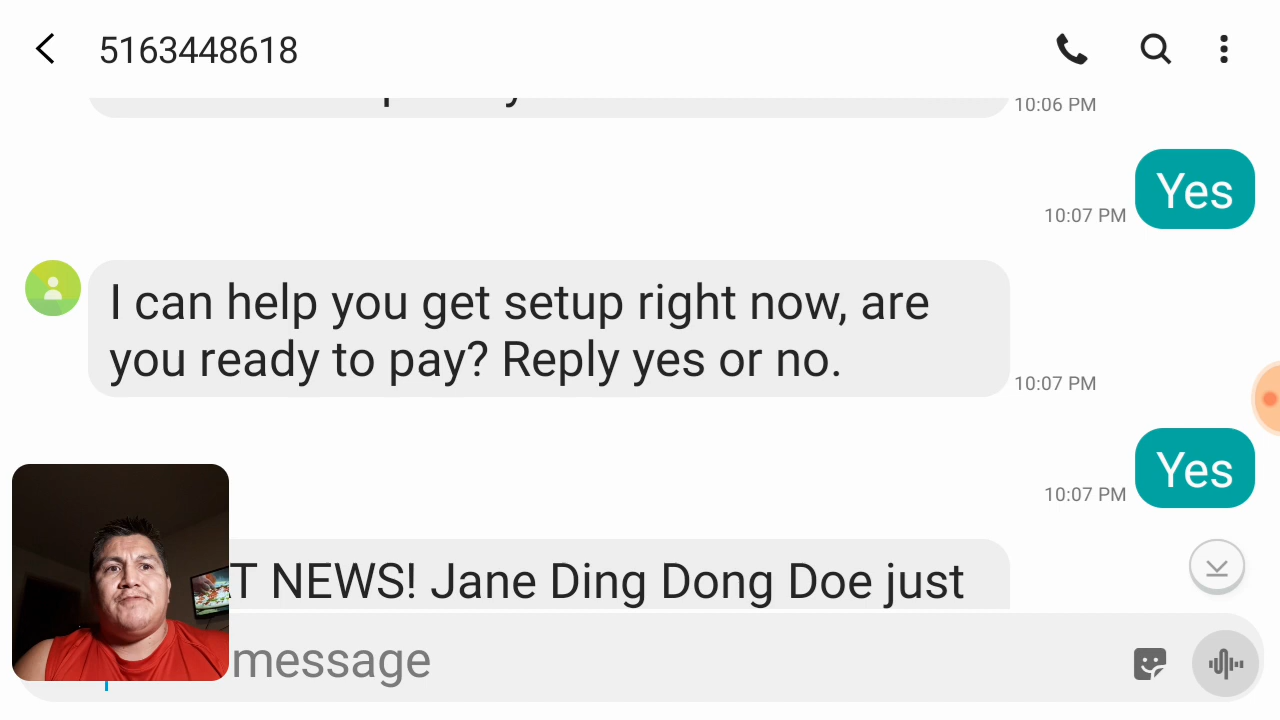 5163448618
10:06 PM
Yes
10:07 PM
I can help you get setup right now, are
you ready to pay? Reply yes or no.
10:07 PM
Yes
10:07 PM
T NEWS! Jane Ding Dong Doe just
message